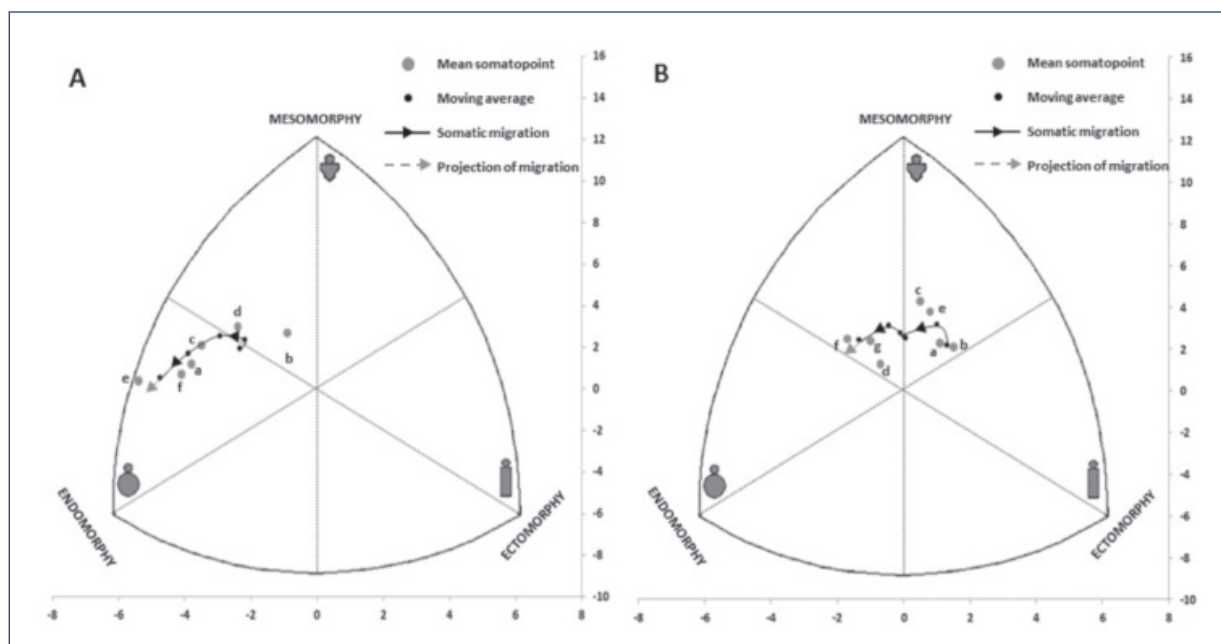 A
Mean somatopoint
Moving average
Somatic migration
Projection of migration
MESOMORPHY
ENDOMORPHY
ECTOMORPHY
d
c
b
e
a
f
16
14
12
10
8
6
4
2
0
-2
-4
-6
-8
-10
-8 -6 -4 -2 0 2 4 6 8
B
Mean somatopoint
Moving average
Somatic migration
Projection of migration
MESOMORPHY
ENDOMORPHY
ECTOMORPHY
c
e
f
g
a
b
d
16
14
12
10
8
6
4
2
0
-2
-4
-6
-8
-10
-8 -6 -4 -2 0 2 4 6 8